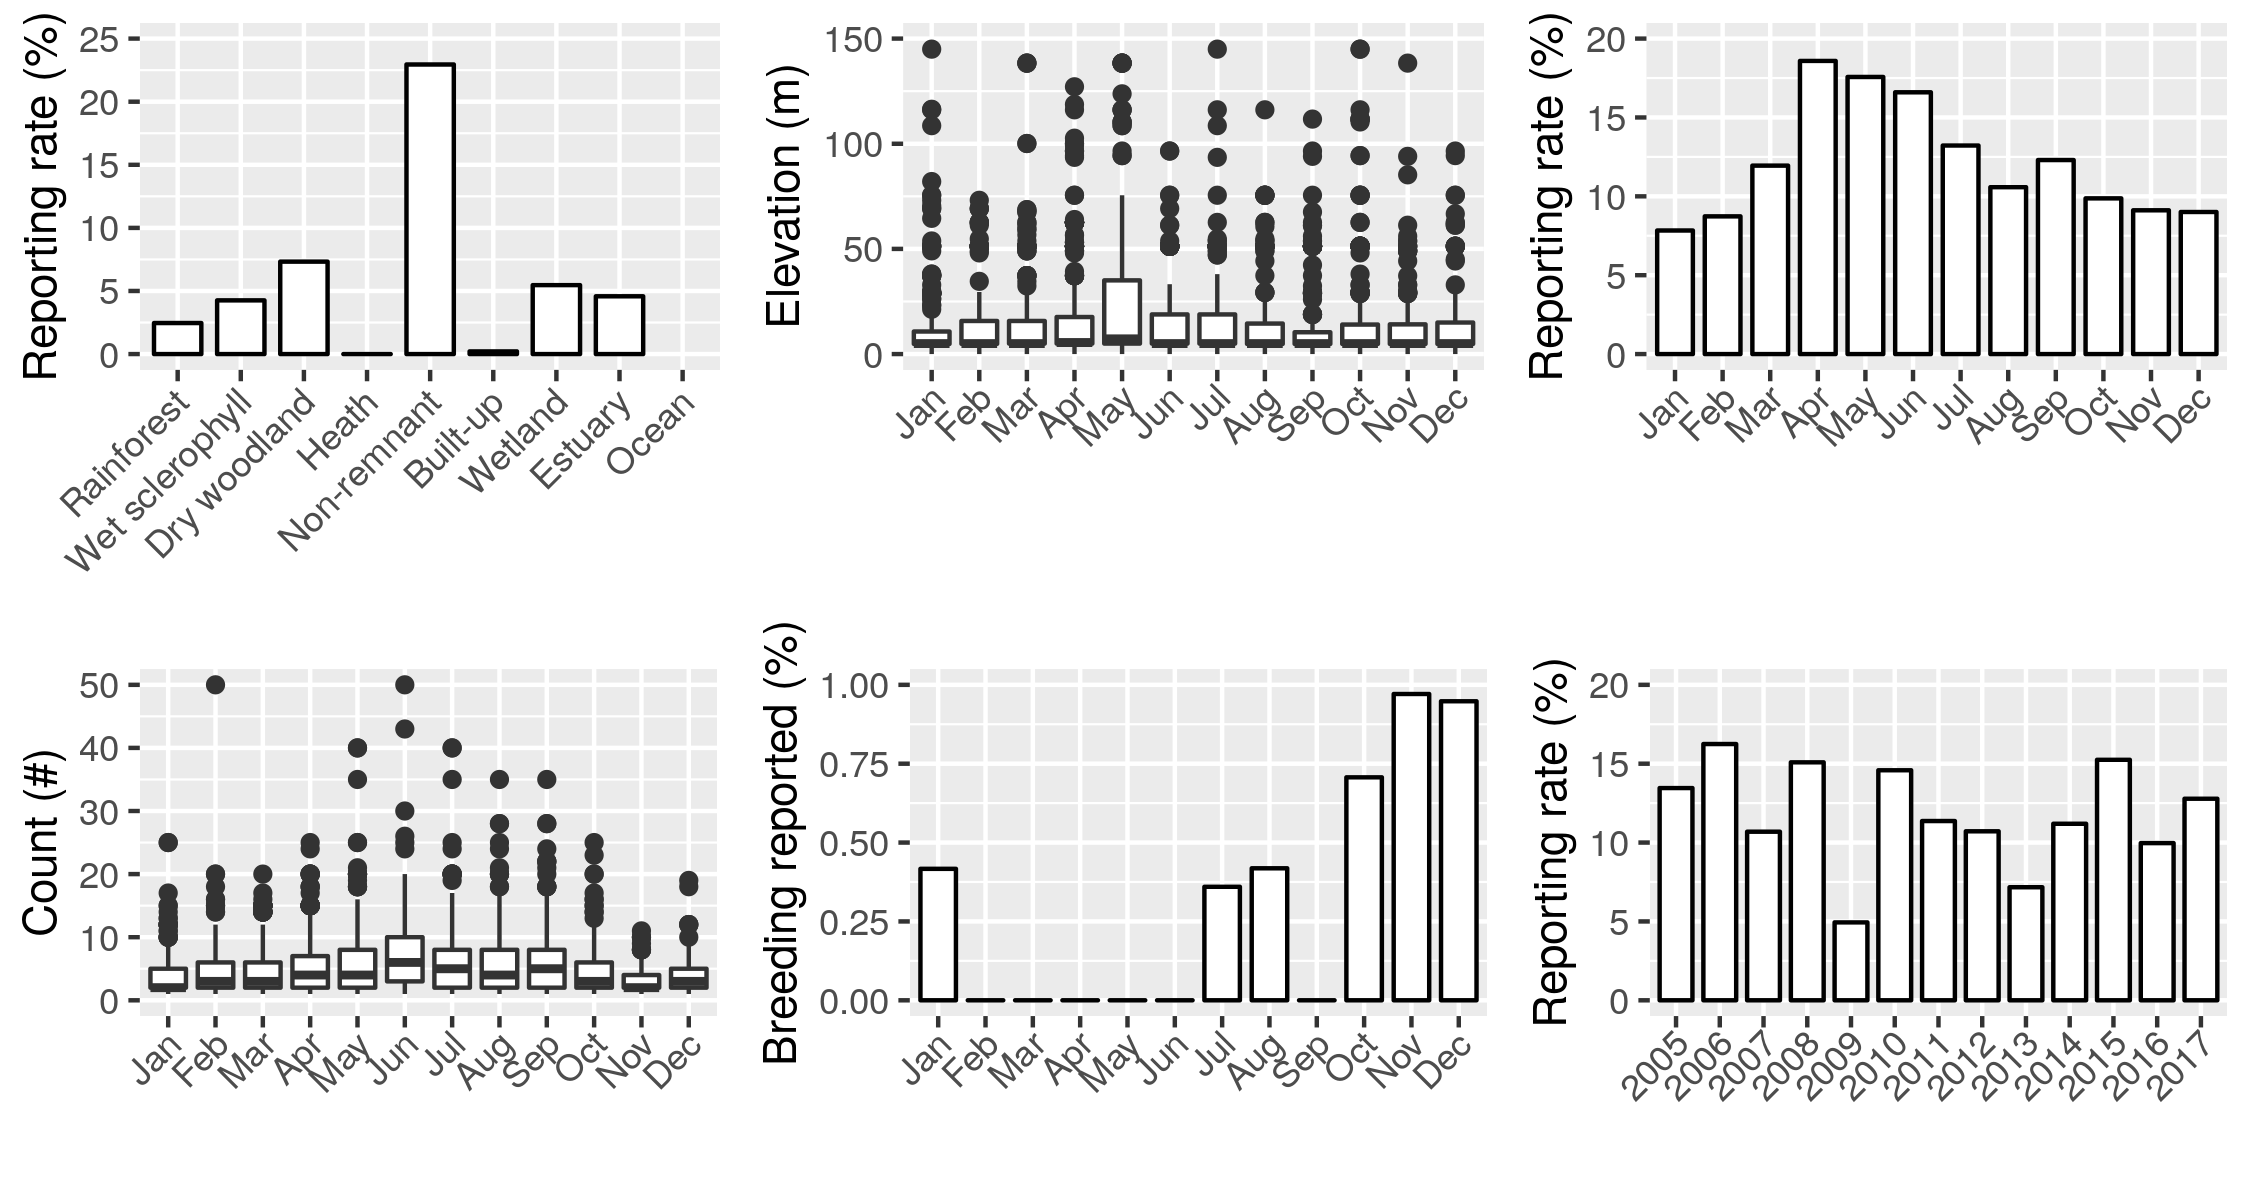 Reporting rate (%)
25
20
15
10
5
0
Rainforest
Wet sclerophyll
Dry woodland
Heath
Non-remnant
Built-up
Wetland
Estuary
Ocean
Elevation (m)
150
100
50
0
Jan
Feb
Mar
Apr
May
Jun
Jul
Aug
Sep
Oct
Nov
Dec
Reporting rate (%)
20
15
10
5
0
Jan
Feb
Mar
Apr
May
Jun
Jul
Aug
Sep
Oct
Nov
Dec
Count (#)
50
40
30
20
10
0
Jan
Feb
Mar
Apr
May
Jun
Jul
Aug
Sep
Oct
Nov
Dec
Breeding reported (%)
1.00
0.75
0.50
0.25
0.00
Jan
Feb
Mar
Apr
May
Jun
Jul
Aug
Sep
Oct
Nov
Dec
Reporting rate (%)
20
15
10
5
0
2005
2006
2007
2008
2009
2010
2011
2012
2013
2014
2015
2016
2017